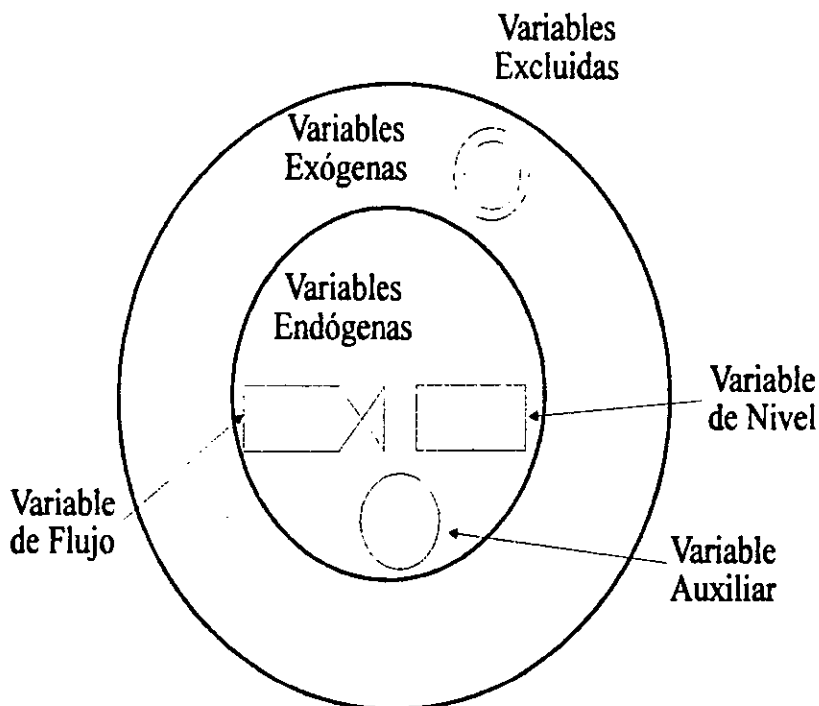 Variables
Excluidas
Variables
Exógenas
Variables
Endógenas
Variable
de Nivel
Variable
de Flujo
Variable
Auxiliar